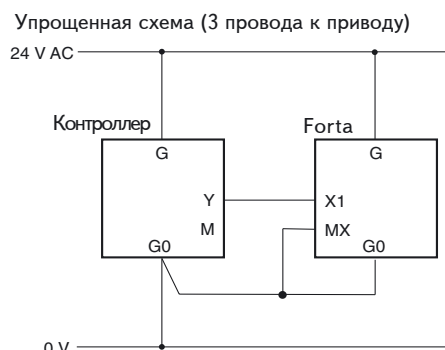 Упрощенная схема (3 провода к приводу)
24 V AC
Контроллер
Forta
G
G
Y
X1
M
MX
G0
G0
0 V